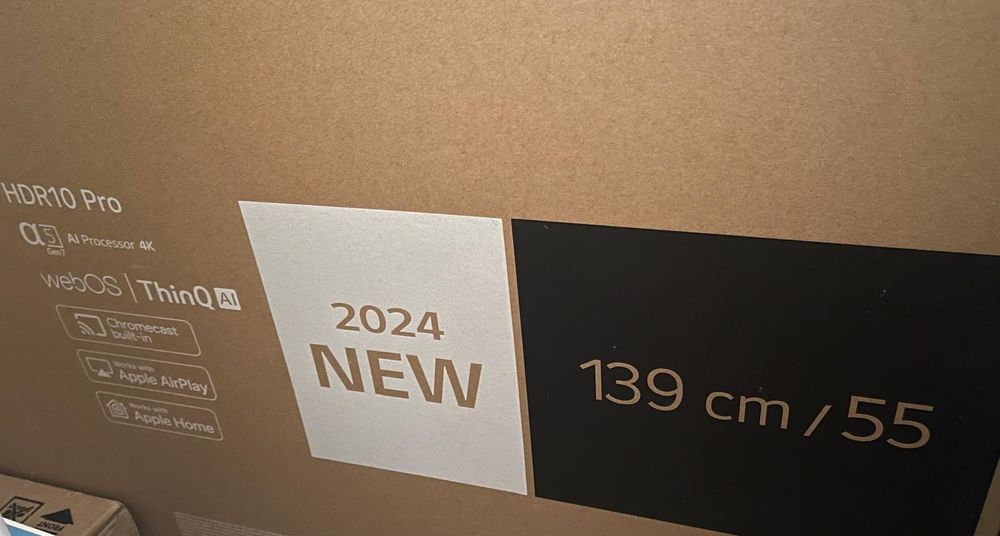 HDR10 Pro
α5 AI Processor 4K
Gen7
webOS | ThinQ AI
Chromecast
built-in
Works with
Apple AirPlay
Works with
Apple Home
2024
NEW
139 cm / 55
FRONT